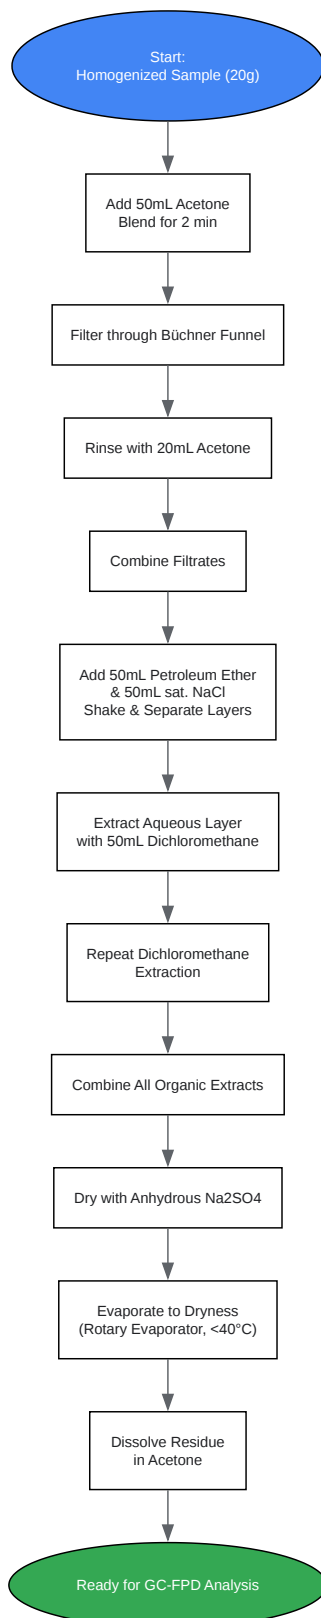 Start:
Homogenized Sample (20g)
Add 50mL Acetone
Blend for 2 min
Filter through Büchner Funnel
Rinse with 20mL Acetone
Combine Filtrates
Add 50mL Petroleum Ether
& 50mL sat. NaCl
Shake & Separate Layers
Extract Aqueous Layer
with 50mL Dichloromethane
Repeat Dichloromethane
Extraction
Combine All Organic Extracts
Dry with Anhydrous Na2SO4
Evaporate to Dryness
(Rotary Evaporator, <40°C)
Dissolve Residue
in Acetone
Ready for GC-FPD Analysis